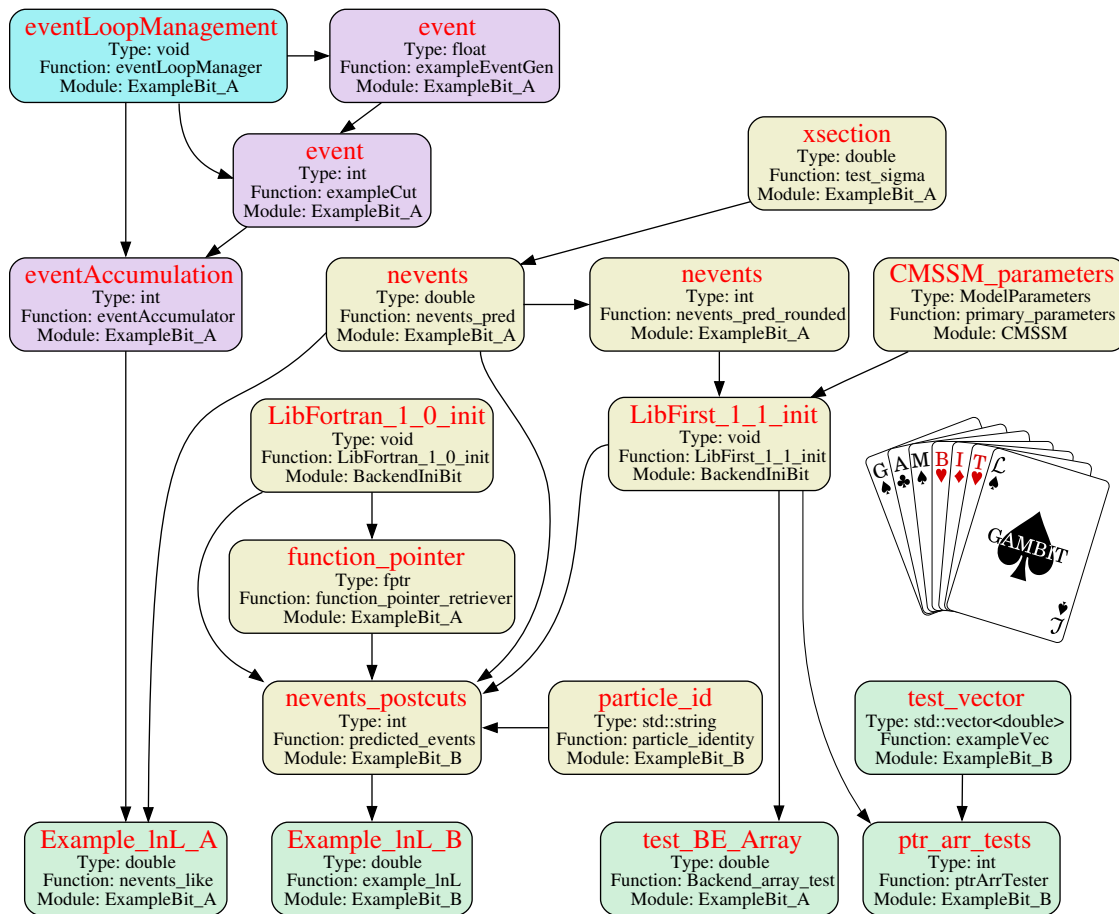 eventLoopManagement
Type: void
Function: eventLoopManager
Module: ExampleBit_A
event
Type: float
Function: exampleEventGen
Module: ExampleBit_A
event
Type: int
Function: exampleCut
Module: ExampleBit_A
xsection
Type: double
Function: test_sigma
Module: ExampleBit_A
eventAccumulation
Type: int
Function: eventAccumulator
Module: ExampleBit_A
nevents
Type: double
Function: nevents_pred
Module: ExampleBit_A
nevents
Type: int
Function: nevents_pred_rounded
Module: ExampleBit_A
CMSSM_parameters
Type: ModelParameters
Function: primary_parameters
Module: CMSSM
LibFortran_1_0_init
Type: void
Function: LibFortran_1_0_init
Module: BackendIniBit
LibFirst_1_1_init
Type: void
Function: LibFirst_1_1_init
Module: BackendIniBit
G A M B I T ℒ
GAMBIT
ℒ
function_pointer
Type: fptr
Function: function_pointer_retriever
Module: ExampleBit_A
nevents_postcuts
Type: int
Function: predicted_events
Module: ExampleBit_B
particle_id
Type: std::string
Function: particle_identity
Module: ExampleBit_B
test_vector
Type: std::vector<double>
Function: exampleVec
Module: ExampleBit_B
Example_lnL_A
Type: double
Function: nevents_like
Module: ExampleBit_A
Example_lnL_B
Type: double
Function: example_lnL
Module: ExampleBit_B
test_BE_Array
Type: double
Function: Backend_array_test
Module: ExampleBit_A
ptr_arr_tests
Type: int
Function: ptrArrTester
Module: ExampleBit_B